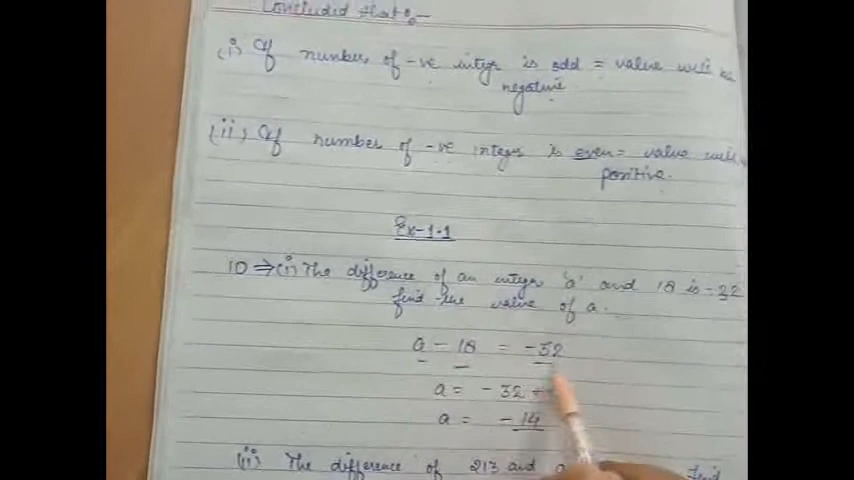 Concluded that:-
(i) If number of -ve integer is odd = value will be
negative.
(ii) If number of -ve integer is even = value will
positive.
Ex-1.1
10 ⇒ (i) The difference of an integer 'a' and 18 is -32
find the value of a.
a - 18 = -32
a = - 32 +
a = - 14
(ii) The difference of 213 and find